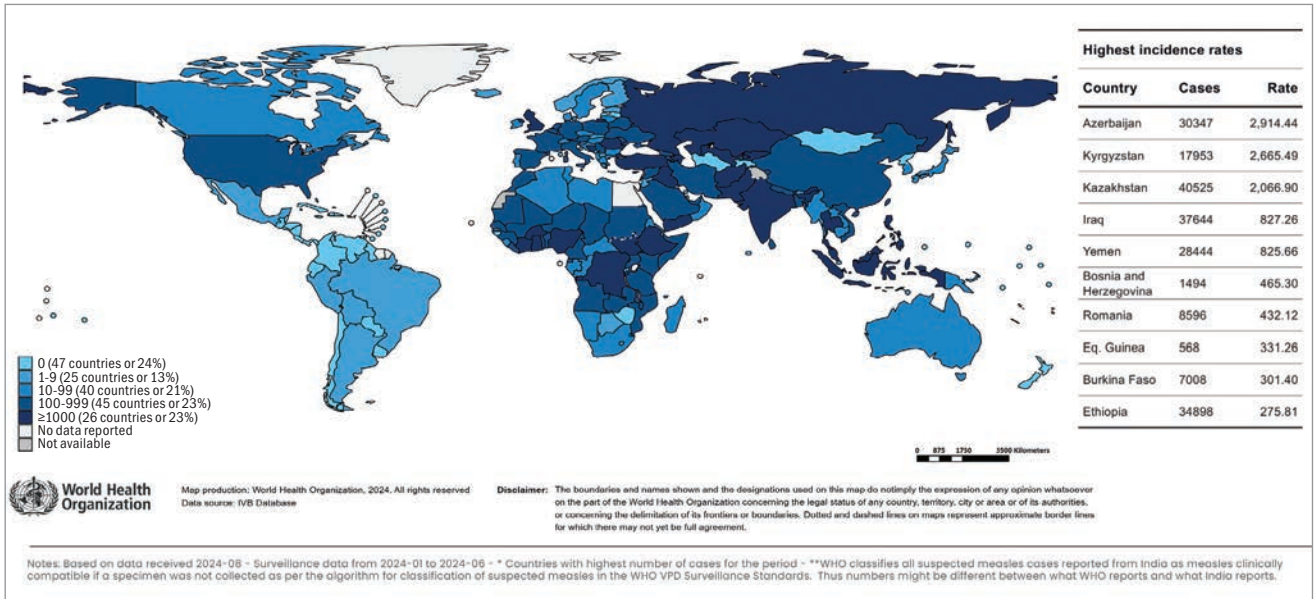 Highest incidence rates
Country Cases Rate
Azerbaijan 30347 2,914.44
Kyrgyzstan 17953 2,665.49
Kazakhstan 40525 2,066.90
Iraq 37644 827.26
Yemen 28444 825.66
Bosnia and
Herzegovina 1494 465.30
Romania 8596 432.12
Eq. Guinea 568 331.26
Burkina Faso 7008 301.40
Ethiopia 34898 275.81
0 (47 countries or 24%)
1-9 (25 countries or 13%)
10-99 (40 countries or 21%)
100-999 (45 countries or 23%)
≥1000 (26 countries or 23%)
No data reported
Not available
0 875 1750 3500 Kilometers
World Health
Organization
Map production: World Health Organization, 2024. All rights reserved
Data source: IVB Database
Disclaimer: The boundaries and names shown and the designations used on this map do notimply the expression of any opinion whatsoever
on the part of the World Health Organization concerning the legal status of any country, territory, city or area or of its authorities,
or concerning the delimitation of its frontiers or boundaries. Dotted and dashed lines on maps represent approximate border lines
for which there may not yet be full agreement.
Notes: Based on data received 2024-08 - Surveillance data from 2024-01 to 2024-06 - * Countries with highest number of cases for the period - **WHO classifies all suspected measles cases reported from India as measles clinically
compatible if a specimen was not collected as per the algorithm for classification of suspected measles in the WHO VPD Surveillance Standards. Thus numbers might be different between what WHO reports and what India reports.